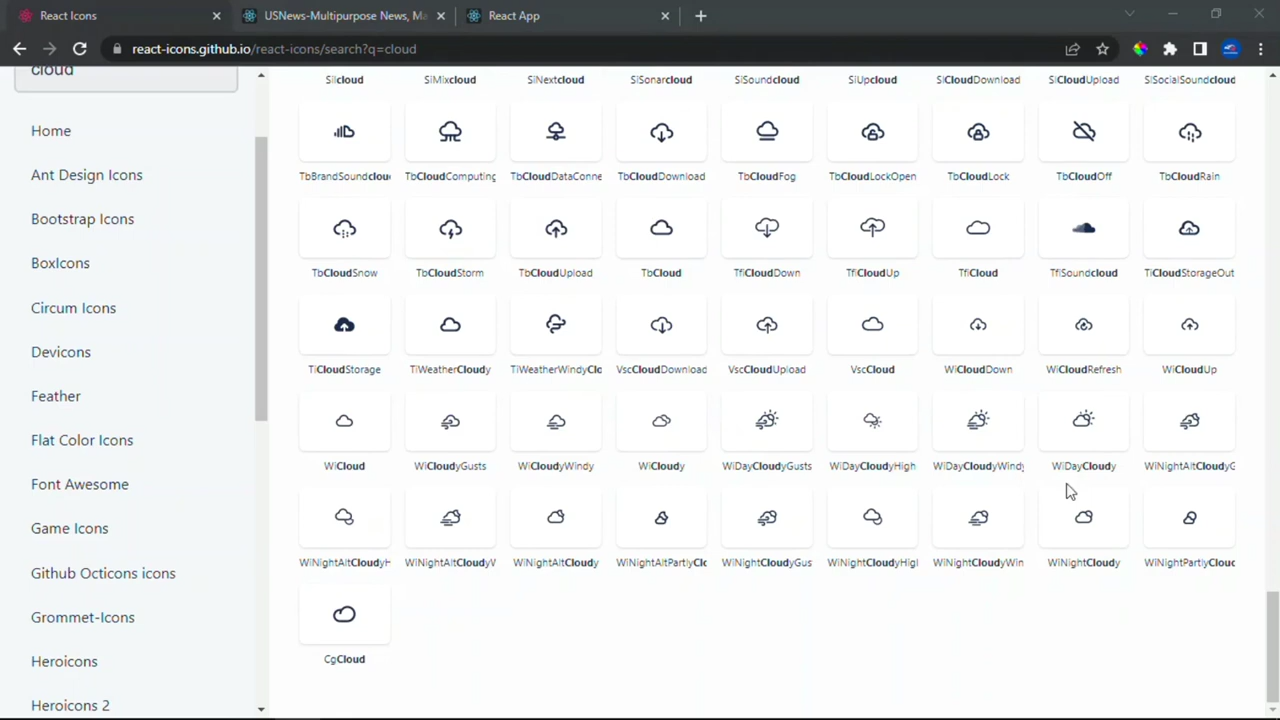 React Icons
USNews-Multipurpose News, Ma
React App
react-icons.github.io/react-icons/search?q=cloud
cloud
Home
Ant Design Icons
Bootstrap Icons
BoxIcons
Circum Icons
Devicons
Feather
Flat Color Icons
Font Awesome
Game Icons
Github Octicons icons
Grommet-Icons
Heroicons
Heroicons 2
SiIcloud SiMixcloud SiNextcloud SiSonarcloud SiSoundcloud SiUpcloud SiCloudDownload SiCloudUpload SiSocialSoundcloud
TbBrandSoundcloud TbCloudComputing TbCloudDataConne TbCloudDownload TbCloudFog TbCloudLockOpen TbCloudLock TbCloudOff TbCloudRain
TbCloudSnow TbCloudStorm TbCloudUpload TbCloud TfiCloudDown TfiCloudUp TfiCloud TfiSoundcloud TiCloudStorageOut
TiCloudStorage TiWeatherCloudy TiWeatherWindyClo VscCloudDownload VscCloudUpload VscCloud WiCloudDown WiCloudRefresh WiCloudUp
WiCloud WiCloudyGusts WiCloudyWindy WiCloudy WiDayCloudyGusts WiDayCloudyHigh WiDayCloudyWindy WiDayCloudy WiNightAltCloudyG
WiNightAltCloudyH WiNightAltCloudyW WiNightAltCloudy WiNightAltPartlyClo WiNightCloudyGus WiNightCloudyHigh WiNightCloudyWin WiNightCloudy WiNightPartlyClouc
CgCloud